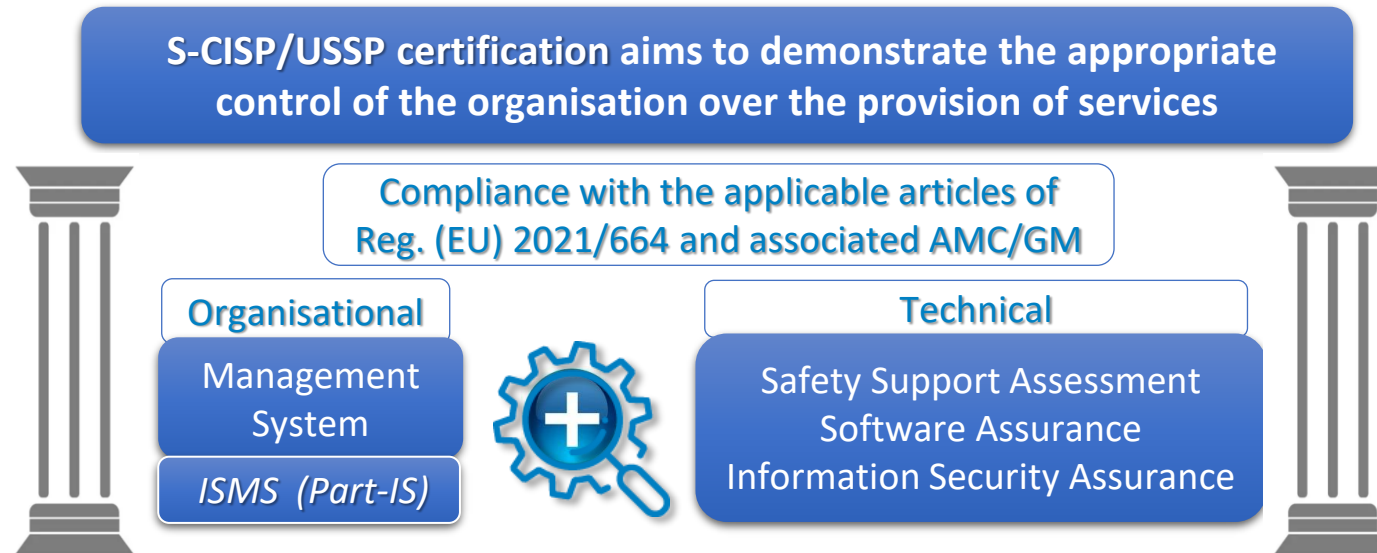 S-CISP/USSP certification aims to demonstrate the appropriate
control of the organisation over the provision of services
Compliance with the applicable articles of
Reg. (EU) 2021/664 and associated AMC/GM
Organisational
Management
System
ISMS (Part-IS)
Technical
Safety Support Assessment
Software Assurance
Information Security Assurance